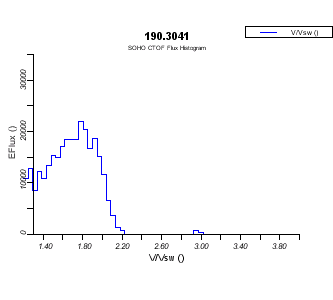 190.3041
V/Vsw ()
SOHO CTOF Flux Histogram
30000
20000
10000
0
EFlux ()
1.40 1.80 2.20 2.60 3.00 3.40 3.80
V/Vsw ()